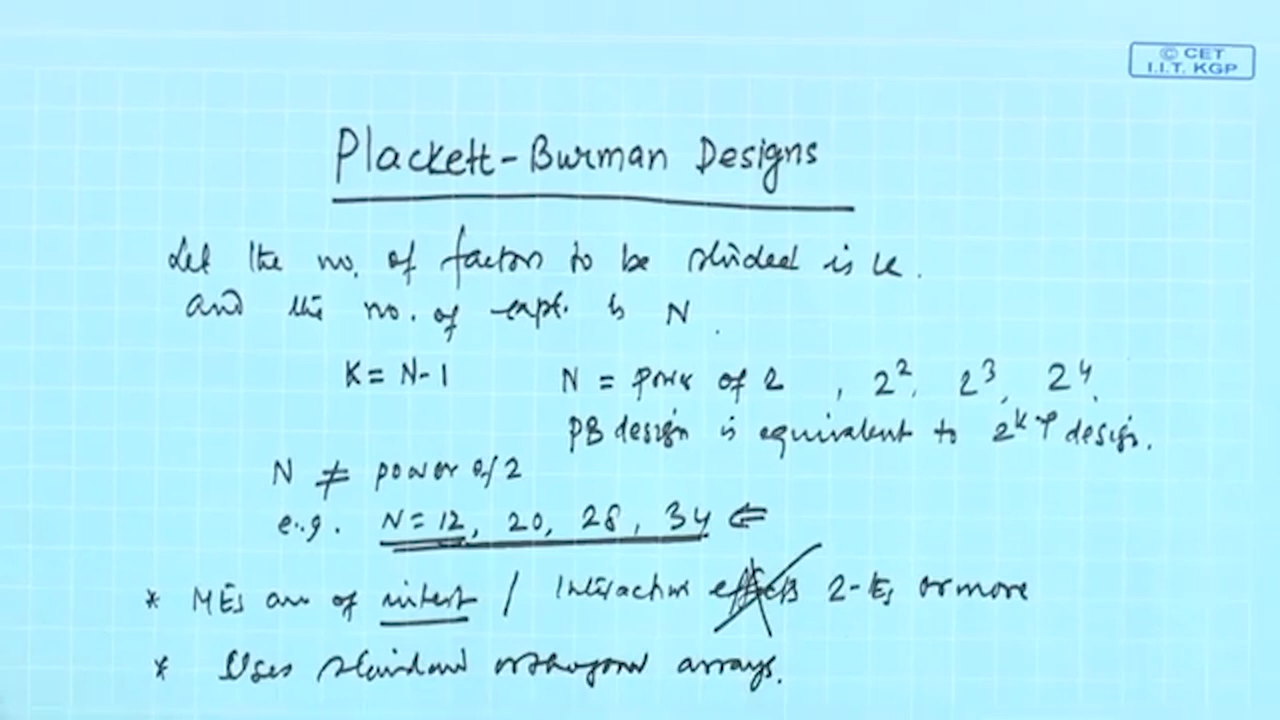 © CET
I.I.T. KGP
Plackett-Burman Designs
Let the no. of factors to be studied is k.
and the no. of expt. is N.
K = N-1 N = power of 2 , 2², 2³, 2⁴.
PB design is equivalent to 2^k-p design.
N ≠ power of 2
e.g. N = 12, 20, 28, 34 ⇐
* MEs are of interest / Interaction effects 2-Es or more
* Uses standard orthogonal arrays.